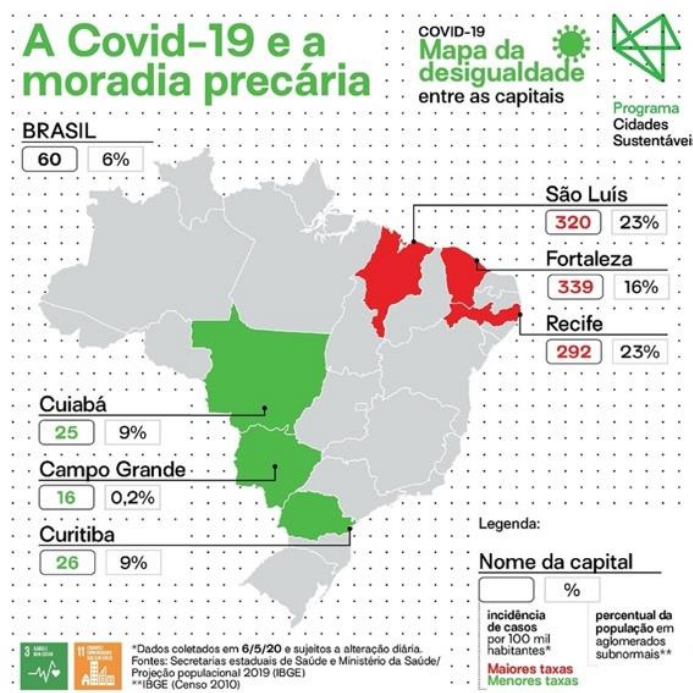 A Covid-19 e a
moradia precária
COVID-19
Mapa da
desigualdade
entre as capitais
Programa
Cidades
Sustentávei
BRASIL
60 6%
São Luís
320 23%
Fortaleza
339 16%
Recife
292 23%
Cuiabá
25 9%
Campo Grande
16 0,2%
Curitiba
26 9%
Legenda:
Nome da capital
%
incidência
de casos
por 100 mil
habitantes*
percentual da
população em
aglomerados
subnormais**
Maiores taxas
Menores taxas
3
11
*Dados coletados em 6/5/20 e sujeitos a alteração diária.
Fontes: Secretarias estaduais de Saúde e Ministério da Saúde/
Projeção populacional 2019 (IBGE)
**IBGE (Censo 2010)